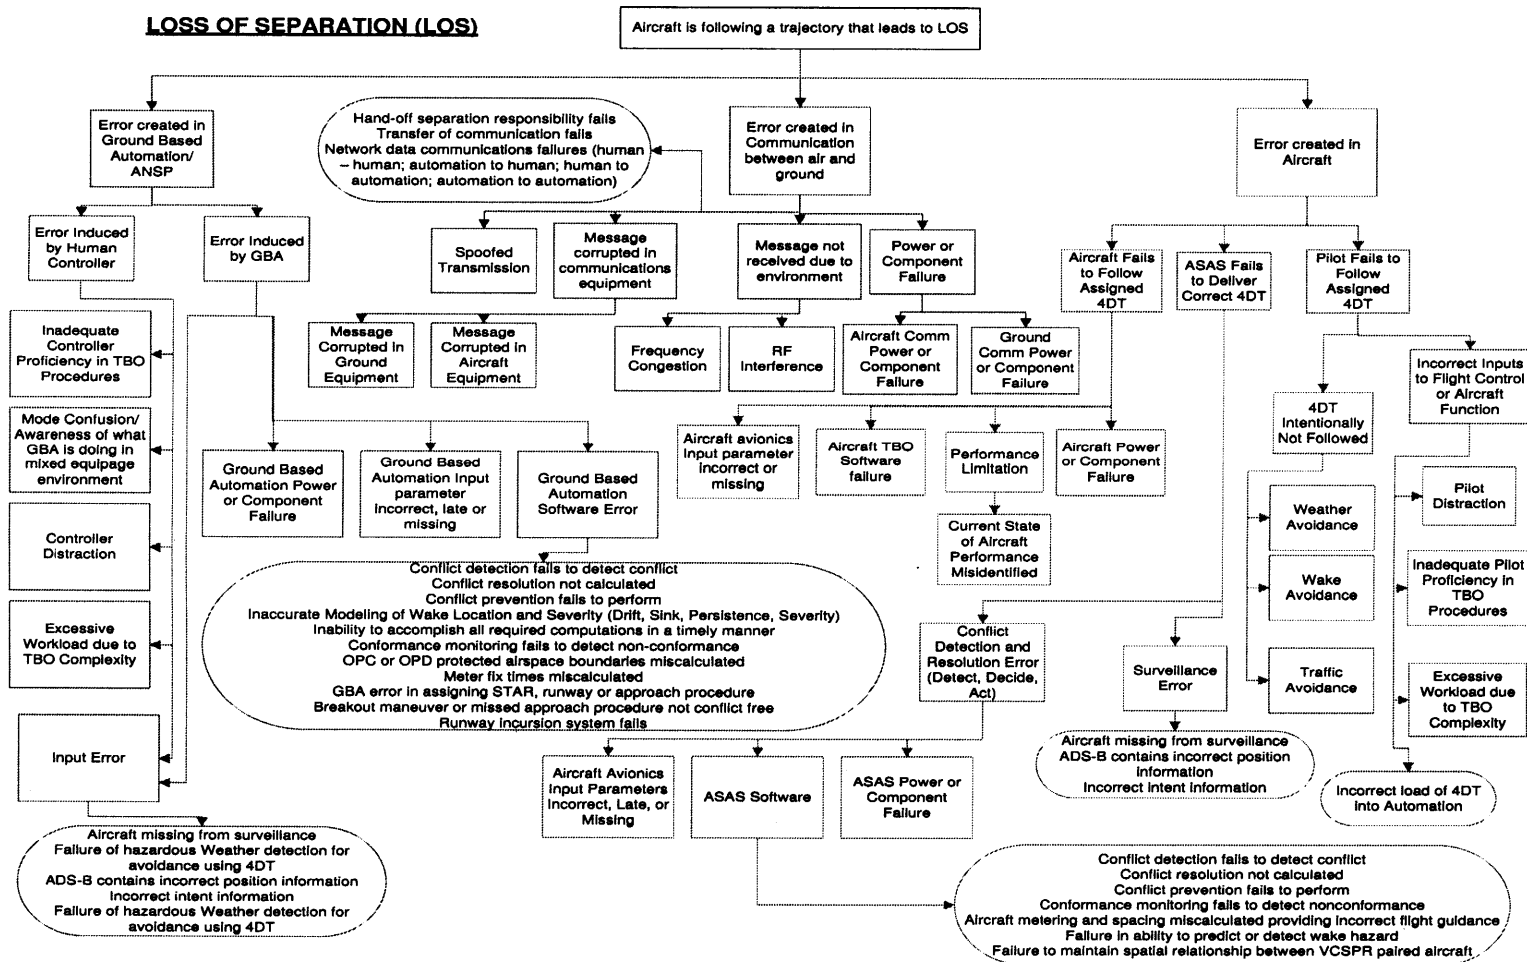 LOSS OF SEPARATION (LOS)
Aircraft is following a trajectory that leads to LOS
Error created in
Ground Based
Automation/
ANSP
Hand-off separation responsibility fails
Transfer of communication fails
Network data communications failures (human
– human; automation to human; human to
automation; automation to automation)
Error created in
Communication
between air and
ground
Error created in
Aircraft
Error Induced
by Human
Controller
Error Induced
by GBA
Spoofed
Transmission
Message
corrupted in
communications
equipment
Message not
received due to
environment
Power or
Component
Failure
Aircraft Fails
to Follow
Assigned
4DT
ASAS Fails
to Deliver
Correct 4DT
Pilot Fails to
Follow
Assigned
4DT
Inadequate
Controller
Proficiency in TBO
Procedures
Message
Corrupted in
Ground
Equipment
Message
Corrupted in
Aircraft
Equipment
Frequency
Congestion
RF
Interference
Aircraft Comm
Power or
Component
Failure
Ground
Comm Power
or Component
Failure
Incorrect Inputs
to Flight Control
or Aircraft
Function
4DT
Intentionally
Not Followed
Mode Confusion/
Awareness of what
GBA is doing in
mixed equipage
environment
Ground Based
Automation Power
or Component
Failure
Ground Based
Automation Input
parameter
Incorrect, late or
missing
Ground Based
Automation
Software Error
Aircraft avionics
Input parameter
incorrect or
missing
Aircraft TBO
Software
failure
Performance
Limitation
Aircraft Power
or Component
Failure
Pilot
Distraction
Weather
Avoidance
Controller
Distraction
Current State
of Aircraft
Performance
Misidentified
Wake
Avoidance
Inadequate Pilot
Proficiency in
TBO
Procedures
Conflict detection fails to detect conflict
Conflict resolution not calculated
Conflict prevention fails to perform
Inaccurate Modeling of Wake Location and Severity (Drift, Sink, Persistence, Severity)
Inability to accomplish all required computations in a timely manner
Conformance monitoring fails to detect non-conformance
OPC or OPD protected airspace boundaries miscalculated
Meter fix times miscalculated
GBA error in assigning STAR, runway or approach procedure
Breakout maneuver or missed approach procedure not conflict free
Runway incursion system fails
Excessive
Workload due to
TBO Complexity
Conflict
Detection and
Resolution Error
(Detect, Decide,
Act)
Surveillance
Error
Traffic
Avoidance
Excessive
Workload due to
TBO
Complexity
Input Error
Aircraft Avionics
Input Parameters
Incorrect, Late, or
Missing
ASAS Software
ASAS Power or
Component
Failure
Aircraft missing from surveillance
ADS-B contains incorrect position
Information
Incorrect intent information
Incorrect load of 4DT
into Automation
Aircraft missing from surveillance
Failure of hazardous Weather detection for
avoidance using 4DT
ADS-B contains incorrect position information
Incorrect intent information
Failure of hazardous Weather detection for
avoidance using 4DT
Conflict detection fails to detect conflict
Conflict resolution not calculated
Conflict prevention fails to perform
Conformance monitoring fails to detect nonconformance
Aircraft metering and spacing miscalculated providing incorrect flight guidance
Failure in ability to predict or detect wake hazard
Failure to maintain spatial relationship between VCSPR paired aircraft